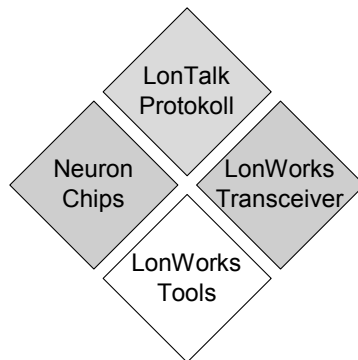 LonTalk
Protokoll
Neuron
Chips
LonWorks
Transceiver
LonWorks
Tools